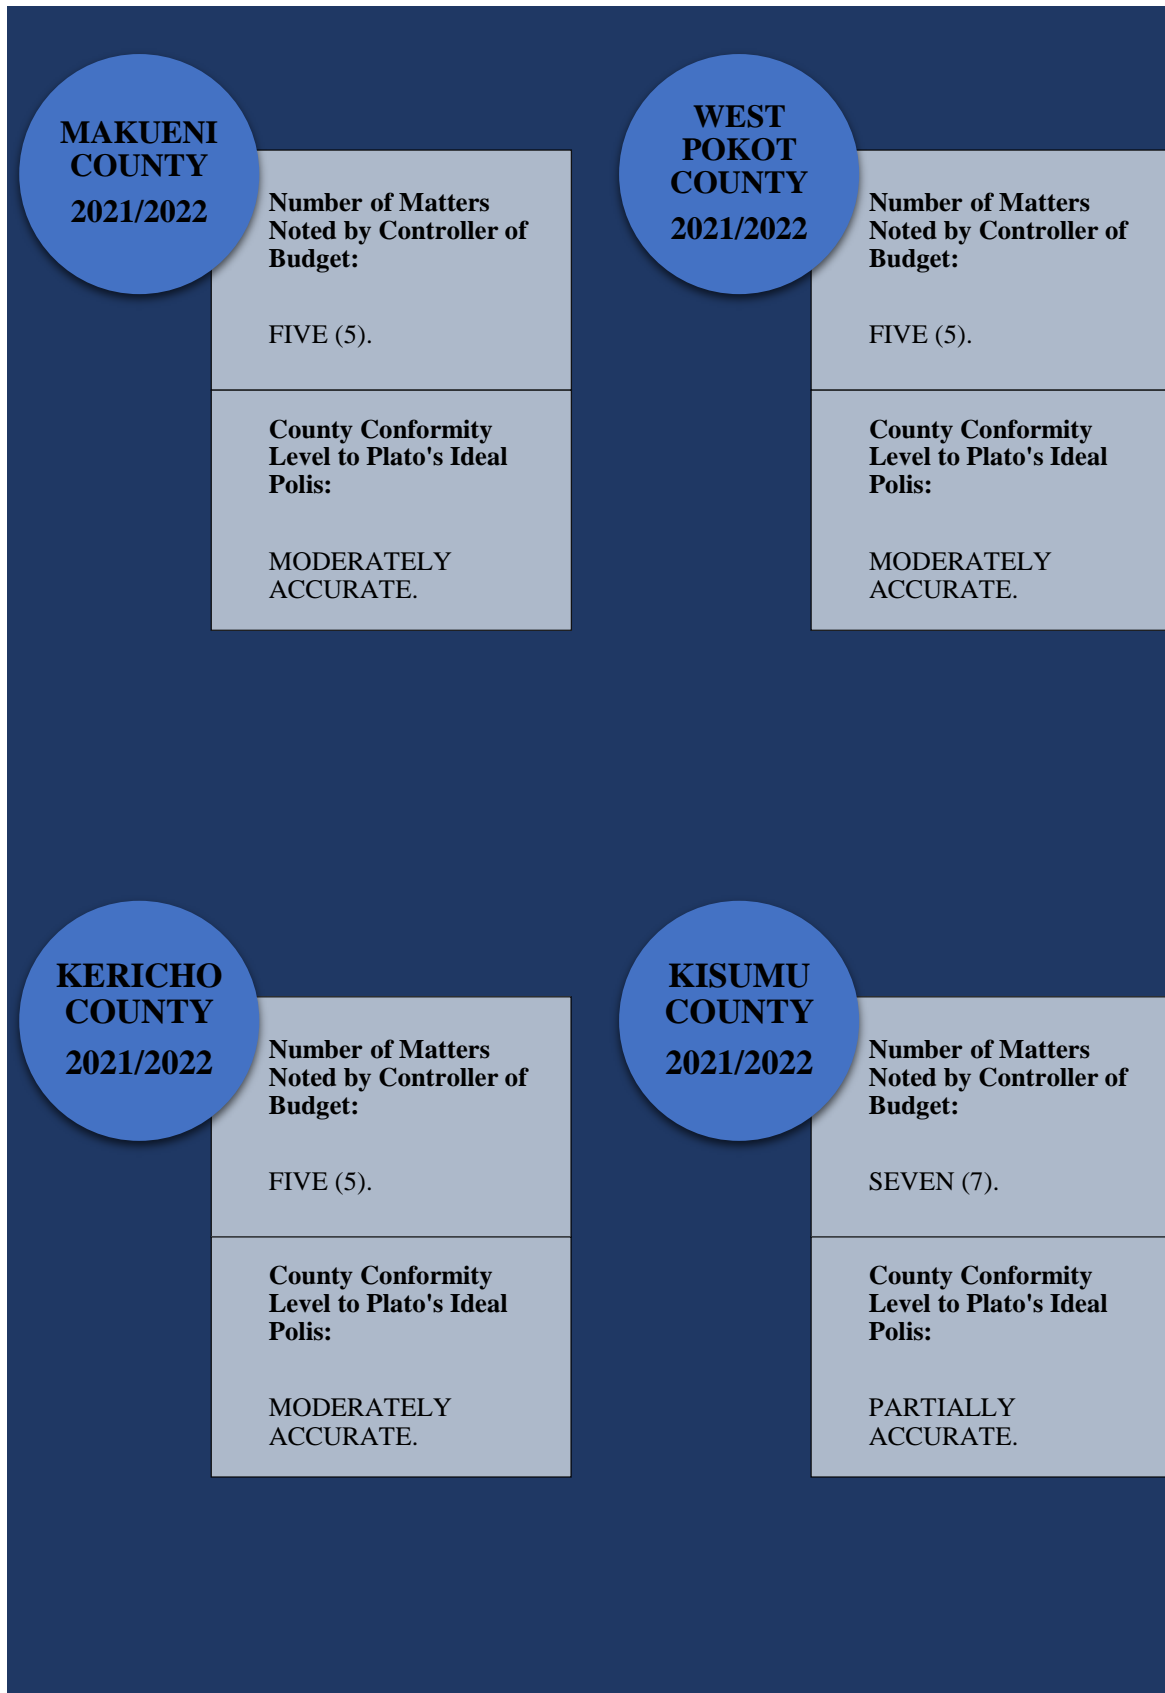 MAKUENI
COUNTY
2021/2022
Number of Matters
Noted by Controller of
Budget:
FIVE (5).
County Conformity
Level to Plato's Ideal
Polis:
MODERATELY
ACCURATE.
WEST
POKOT
COUNTY
2021/2022
Number of Matters
Noted by Controller of
Budget:
FIVE (5).
County Conformity
Level to Plato's Ideal
Polis:
MODERATELY
ACCURATE.
KERICHO
COUNTY
2021/2022
Number of Matters
Noted by Controller of
Budget:
FIVE (5).
County Conformity
Level to Plato's Ideal
Polis:
MODERATELY
ACCURATE.
KISUMU
COUNTY
2021/2022
Number of Matters
Noted by Controller of
Budget:
SEVEN (7).
County Conformity
Level to Plato's Ideal
Polis:
PARTIALLY
ACCURATE.